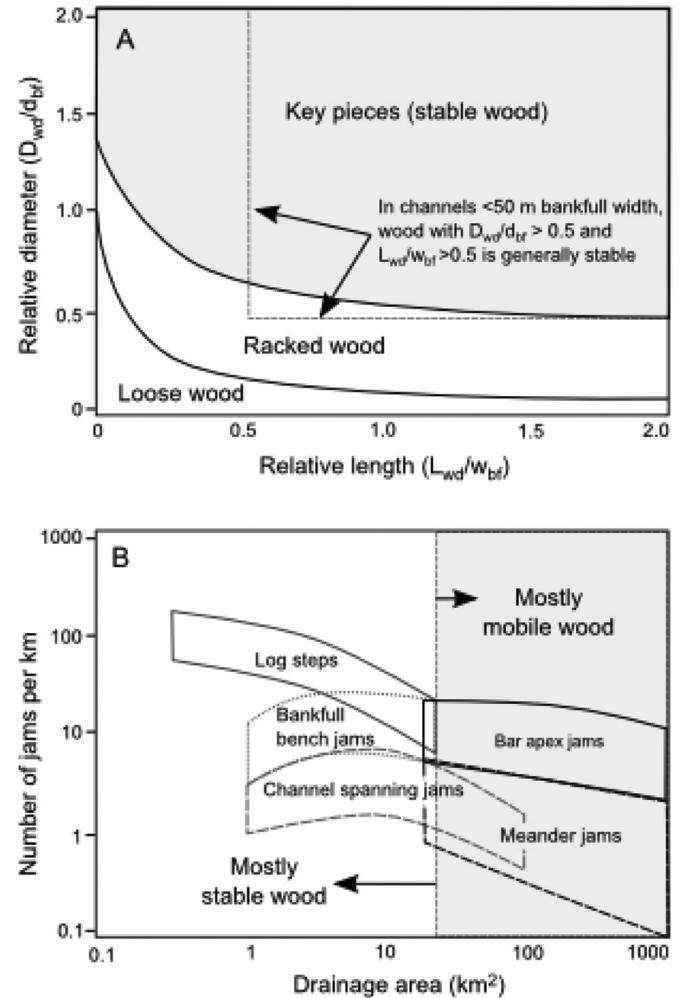 A
Relative diameter (Dwd/dbf)
2.0
1.5
1.0
0.5
0
Key pieces (stable wood)
In channels <50 m bankfull width,
wood with Dwd/dbf > 0.5 and
Lwd/wbf >0.5 is generally stable
Racked wood
Loose wood
0
0.5
1.0
1.5
2.0
Relative length (Lwd/wbf)
B
Number of jams per km
1000
100
10
1
0.1
Mostly
mobile wood
Log steps
Bankfull
bench jams
Bar apex jams
Channel spanning jams
Meander jams
Mostly
stable wood
0.1
1
10
100
1000
Drainage area (km²)